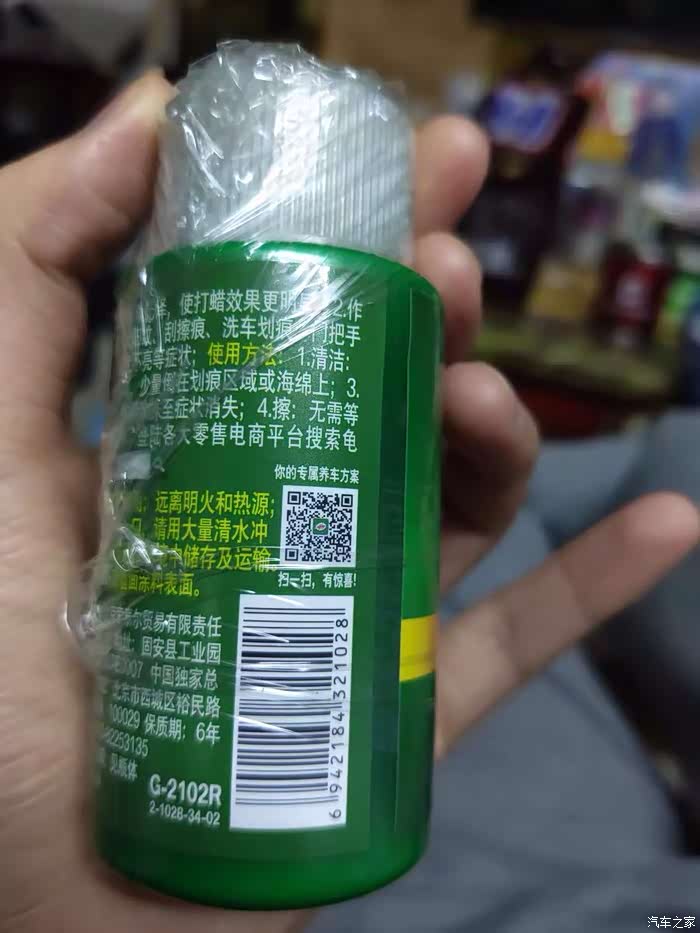 使打蜡效果更明显
2.作
刮擦痕、洗车划痕
门把手
亮等症状；使用方法：1.清洁：
少量倒在划痕区域或海绵上；3.
至症状消失；4.擦：无需等
登陆各大零售电商平台搜索龟
你的专属养车方案
远离明火和热源；
请用大量清水冲
储存及运输。
涂料表面。
扫一扫，有惊喜！
贸易有限责任
固安县工业园
007 中国独家总
北京市西城区裕民路
100029 保质期：6年
2253135
见瓶体
G-2102R
2-1028-34-02
6 942184 321028
汽车之家